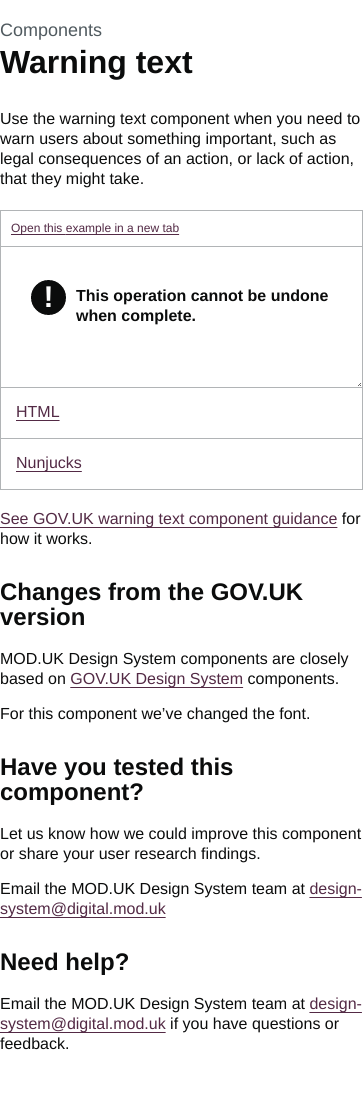 Components
Warning text
Use the warning text component when you need to
warn users about something important, such as
legal consequences of an action, or lack of action,
that they might take.
Open this example in a new tab
!
This operation cannot be undone
when complete.
HTML
Nunjucks
See GOV.UK warning text component guidance for
how it works.
Changes from the GOV.UK
version
MOD.UK Design System components are closely
based on GOV.UK Design System components.
For this component we’ve changed the font.
Have you tested this
component?
Let us know how we could improve this component
or share your user research findings.
Email the MOD.UK Design System team at design-
system@digital.mod.uk
Need help?
Email the MOD.UK Design System team at design-
system@digital.mod.uk if you have questions or
feedback.